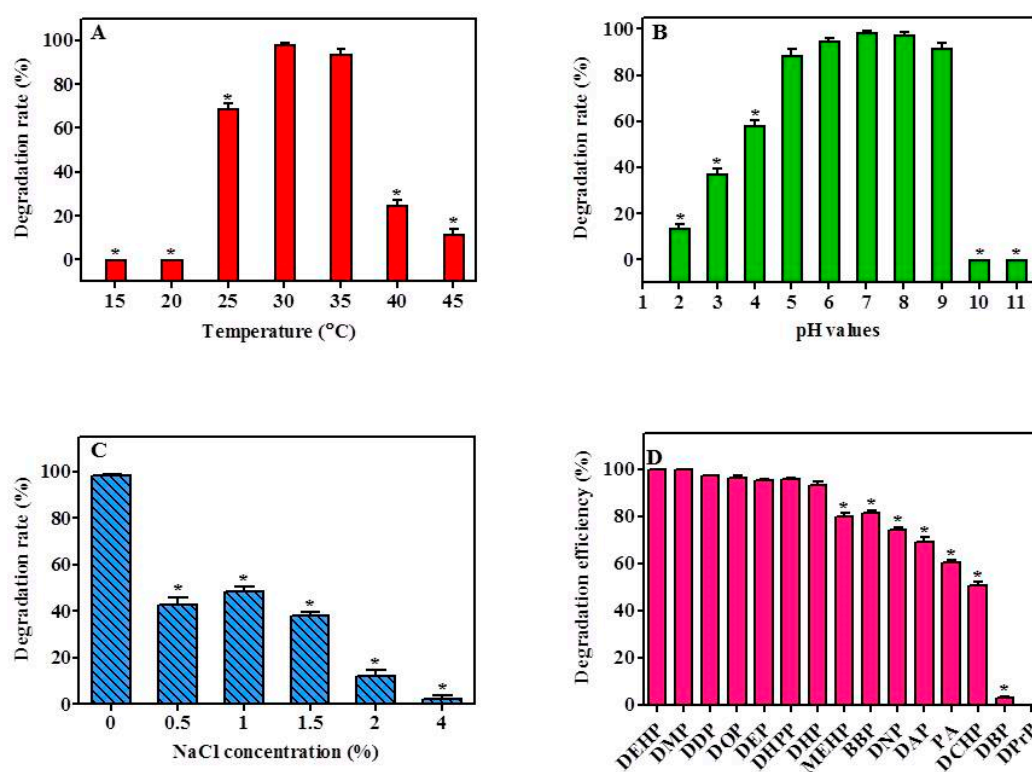 A
Degradation rate (%)
100
80
60
40
20
0
* * * * *
15 20 25 30 35 40 45
Temperature (°C)
B
Degradation rate (%)
100
80
60
40
20
0
* * * * *
1 2 3 4 5 6 7 8 9 10 11
pH values
C
Degradation rate (%)
100
80
60
40
20
0
* * * * *
0 0.5 1 1.5 2 4
NaCl concentration (%)
D
Degradation efficiency (%)
100
80
60
40
20
0
* * * * * * * *
DEHP DMP DDP DOP DEP DHPP DHP MEHP BBP DNP DAP PA DCHP DBP DPrP